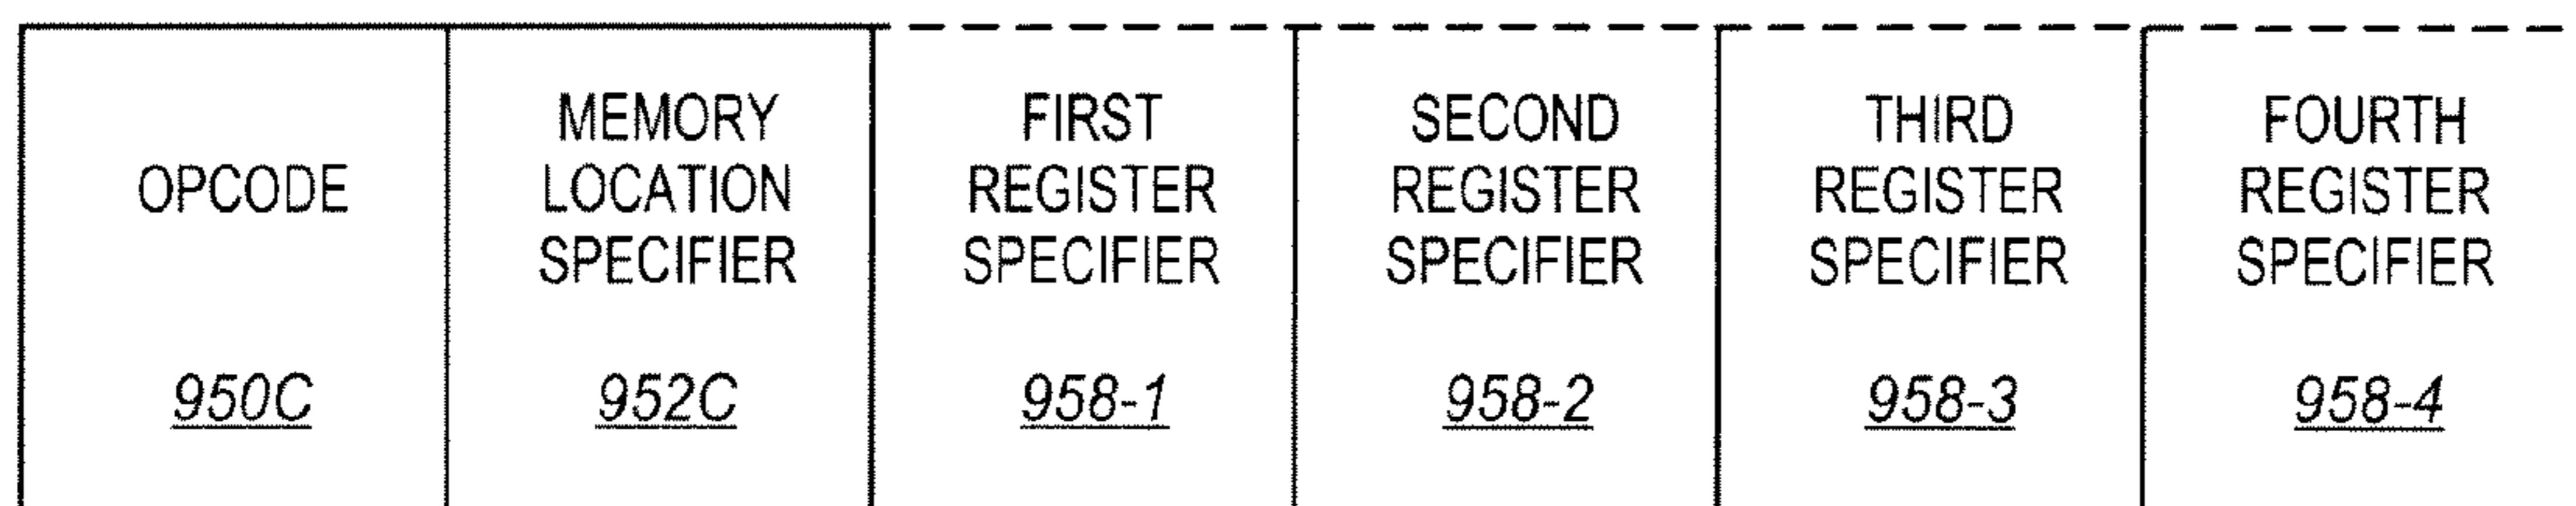 OPCODE
950C
MEMORY
LOCATION
SPECIFIER
952C
FIRST
REGISTER
SPECIFIER
958-1
SECOND
REGISTER
SPECIFIER
958-2
THIRD
REGISTER
SPECIFIER
958-3
FOURTH
REGISTER
SPECIFIER
958-4